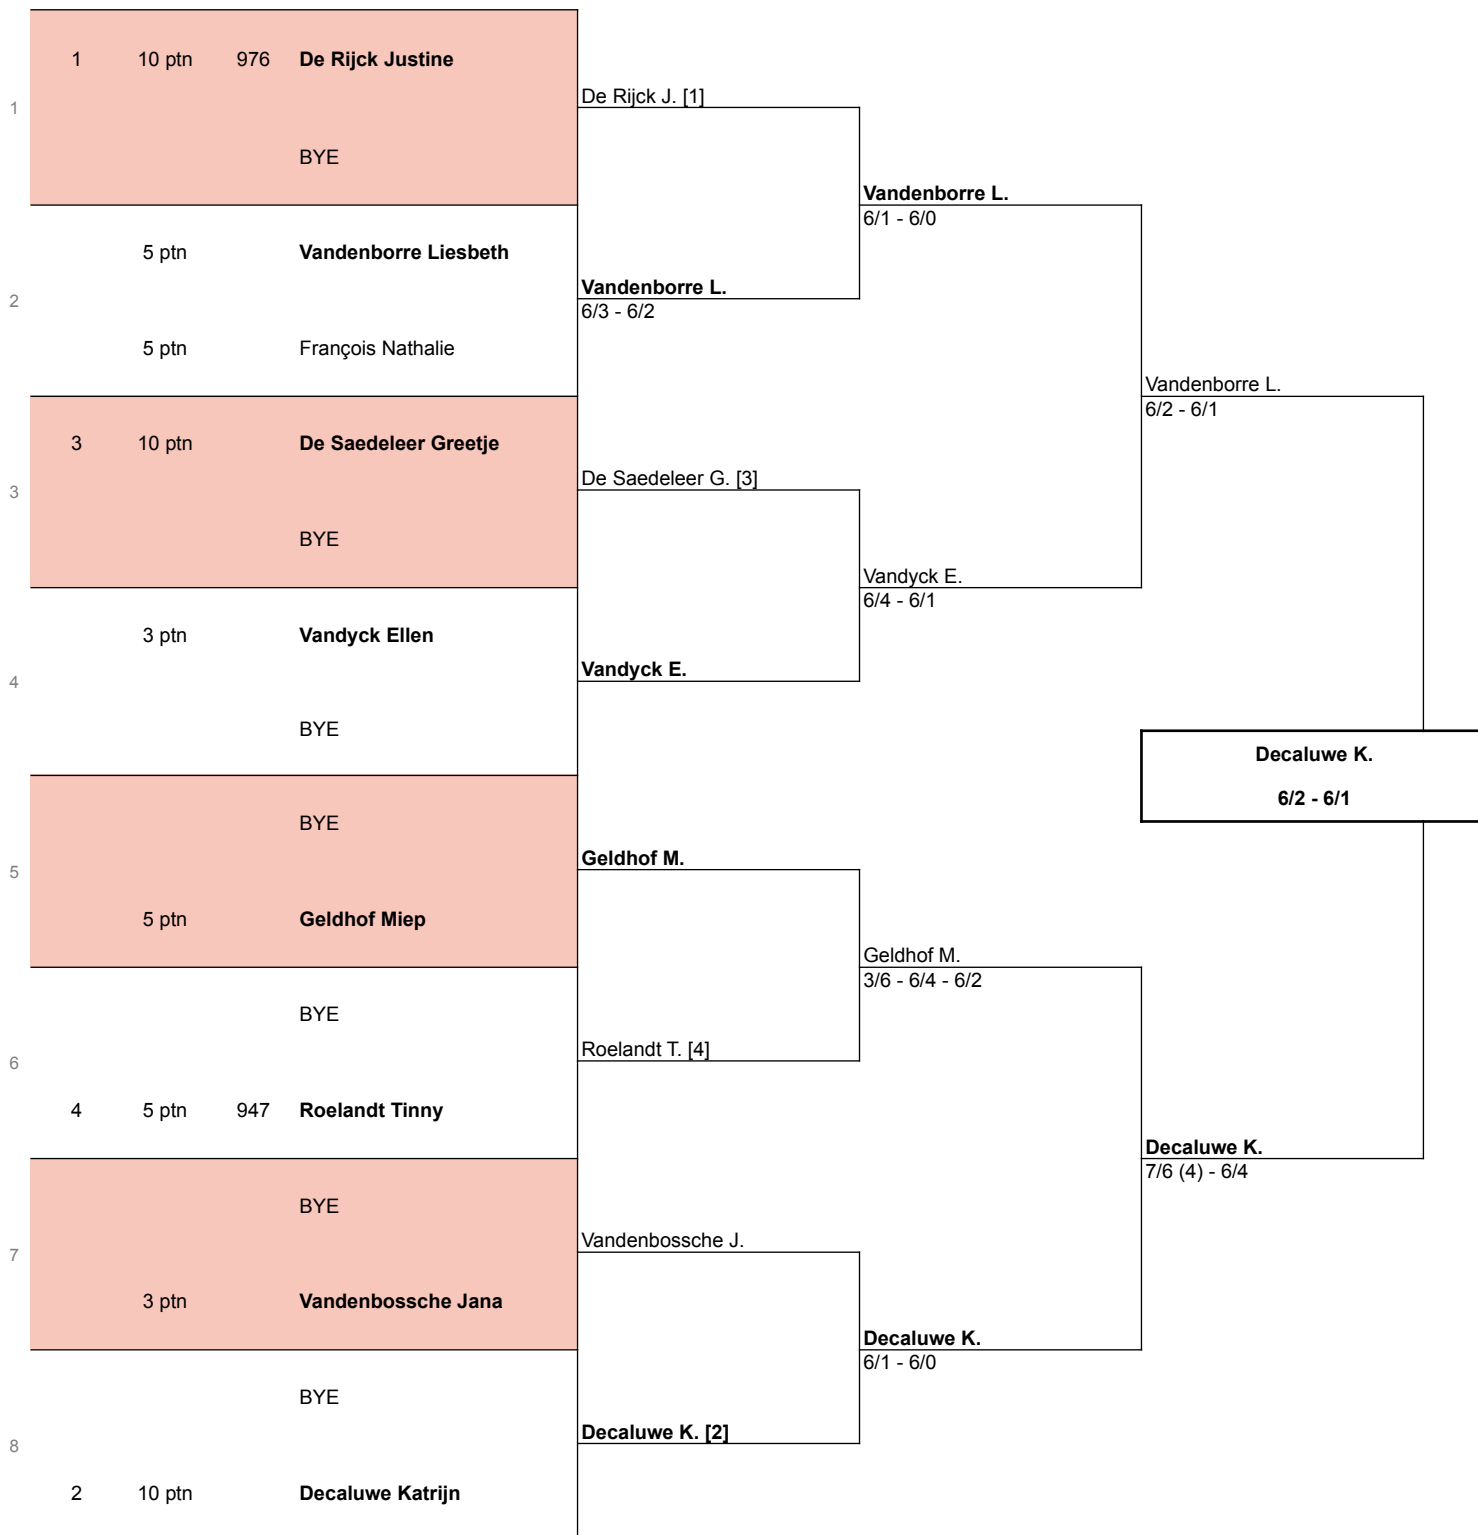 1 10 ptn 976 De Rijck Justine
De Rijck J. [1]
1
BYE
Vandenborre L.
6/1 - 6/0
5 ptn Vandenborre Liesbeth
Vandenborre L.
2
6/3 - 6/2
5 ptn François Nathalie
Vandenborre L.
6/2 - 6/1
3 10 ptn De Saedeleer Greetje
De Saedeleer G. [3]
3
BYE
Vandyck E.
6/4 - 6/1
3 ptn Vandyck Ellen
Vandyck E.
4
BYE
Decaluwe K.
6/2 - 6/1
BYE
Geldhof M.
5
5 ptn Geldhof Miep
Geldhof M.
3/6 - 6/4 - 6/2
BYE
Roelandt T. [4]
6
4 5 ptn 947 Roelandt Tinny
Decaluwe K.
7/6 (4) - 6/4
BYE
Vandenbossche J.
7
3 ptn Vandenbossche Jana
Decaluwe K.
6/1 - 6/0
BYE
Decaluwe K. [2]
8
2 10 ptn Decaluwe Katrijn